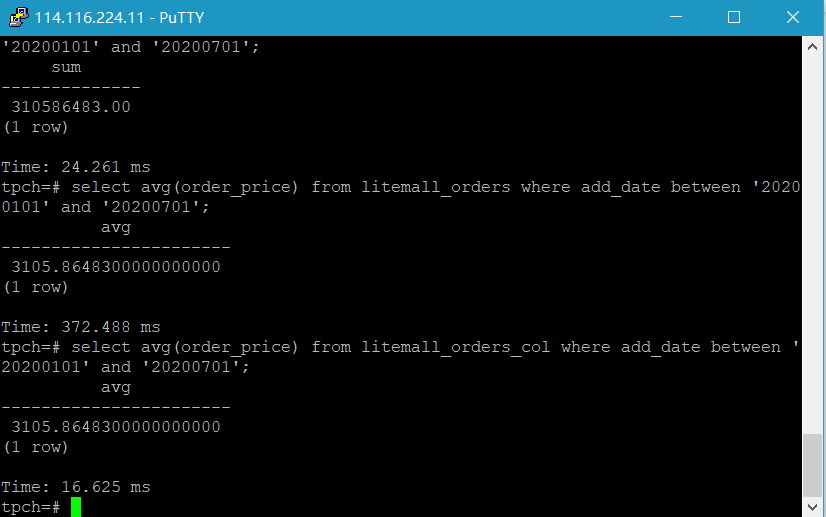 114.116.224.11 - PuTTY
'20200101' and '20200701';
sum
--------------
310586483.00
(1 row)
Time: 24.261 ms
tpch=# select avg(order_price) from litemall_orders where add_date between '2020
0101' and '20200701';
avg
-----------------------
3105.8648300000000000
(1 row)
Time: 372.488 ms
tpch=# select avg(order_price) from litemall_orders_col where add_date between '
20200101' and '20200701';
avg
-----------------------
3105.8648300000000000
(1 row)
Time: 16.625 ms
tpch=#